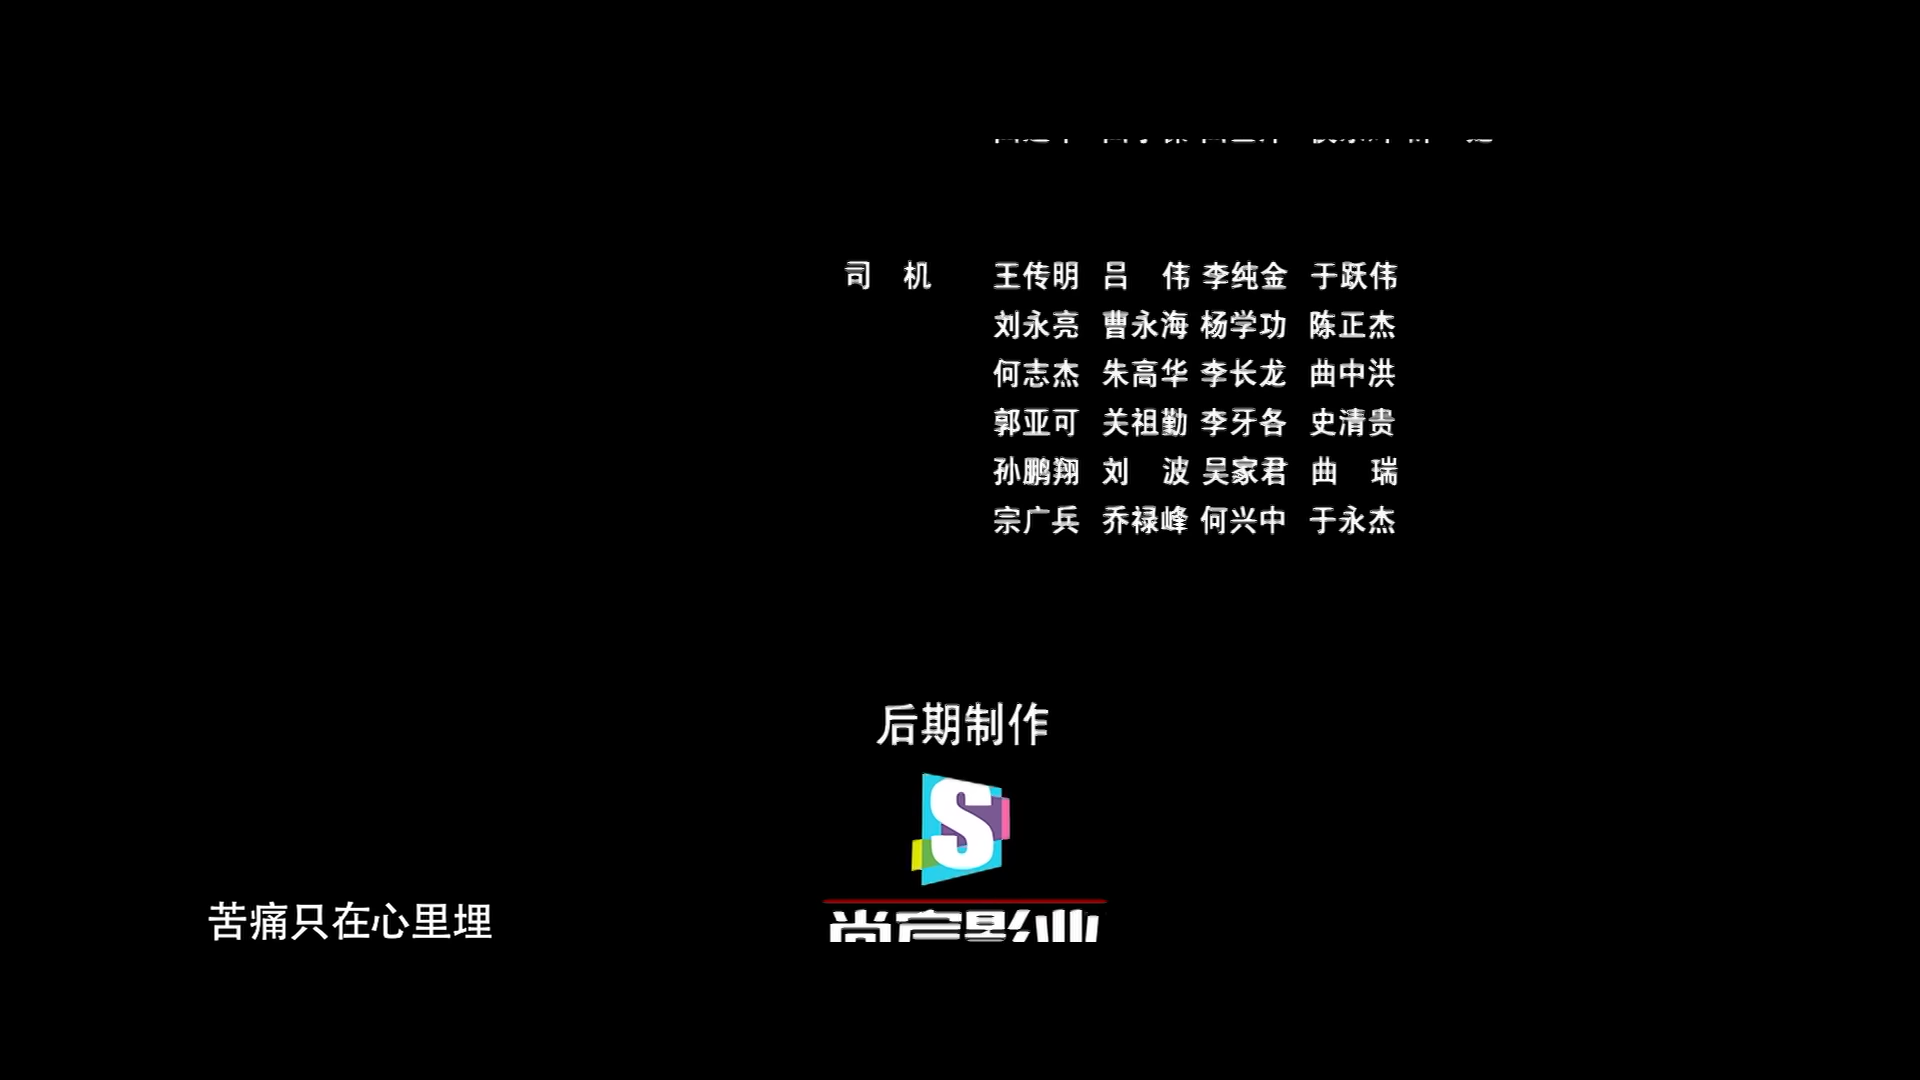 司 机 王传明 吕 伟 李纯金 于跃伟
刘永亮 曹永海 杨学功 陈正杰
何志杰 朱高华 李长龙 曲中洪
郭亚可 关祖勤 李牙各 史清贵
孙鹏翔 刘 波 吴家君 曲 瑞
宗广兵 乔禄峰 何兴中 于永杰
后期制作
S
苦痛只在心里埋